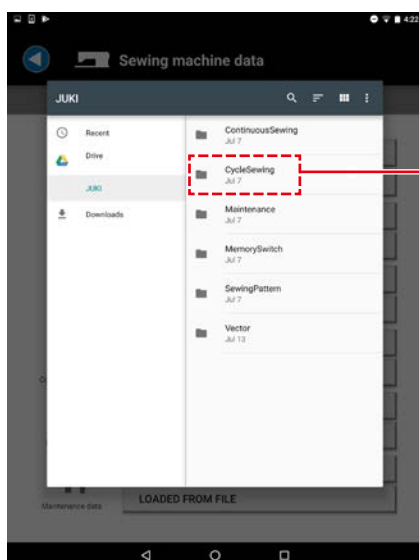 4:22
Sewing machine data
JUKI
Recent
Drive
JUKI
Downloads
ContinuousSewing
Jul 7
CycleSewing
Jul 7
Maintenance
Jul 7
MemorySwitch
Jul 7
SewingPattern
Jul 7
Vector
Jul 13
Maintenance data
LOADED FROM FILE